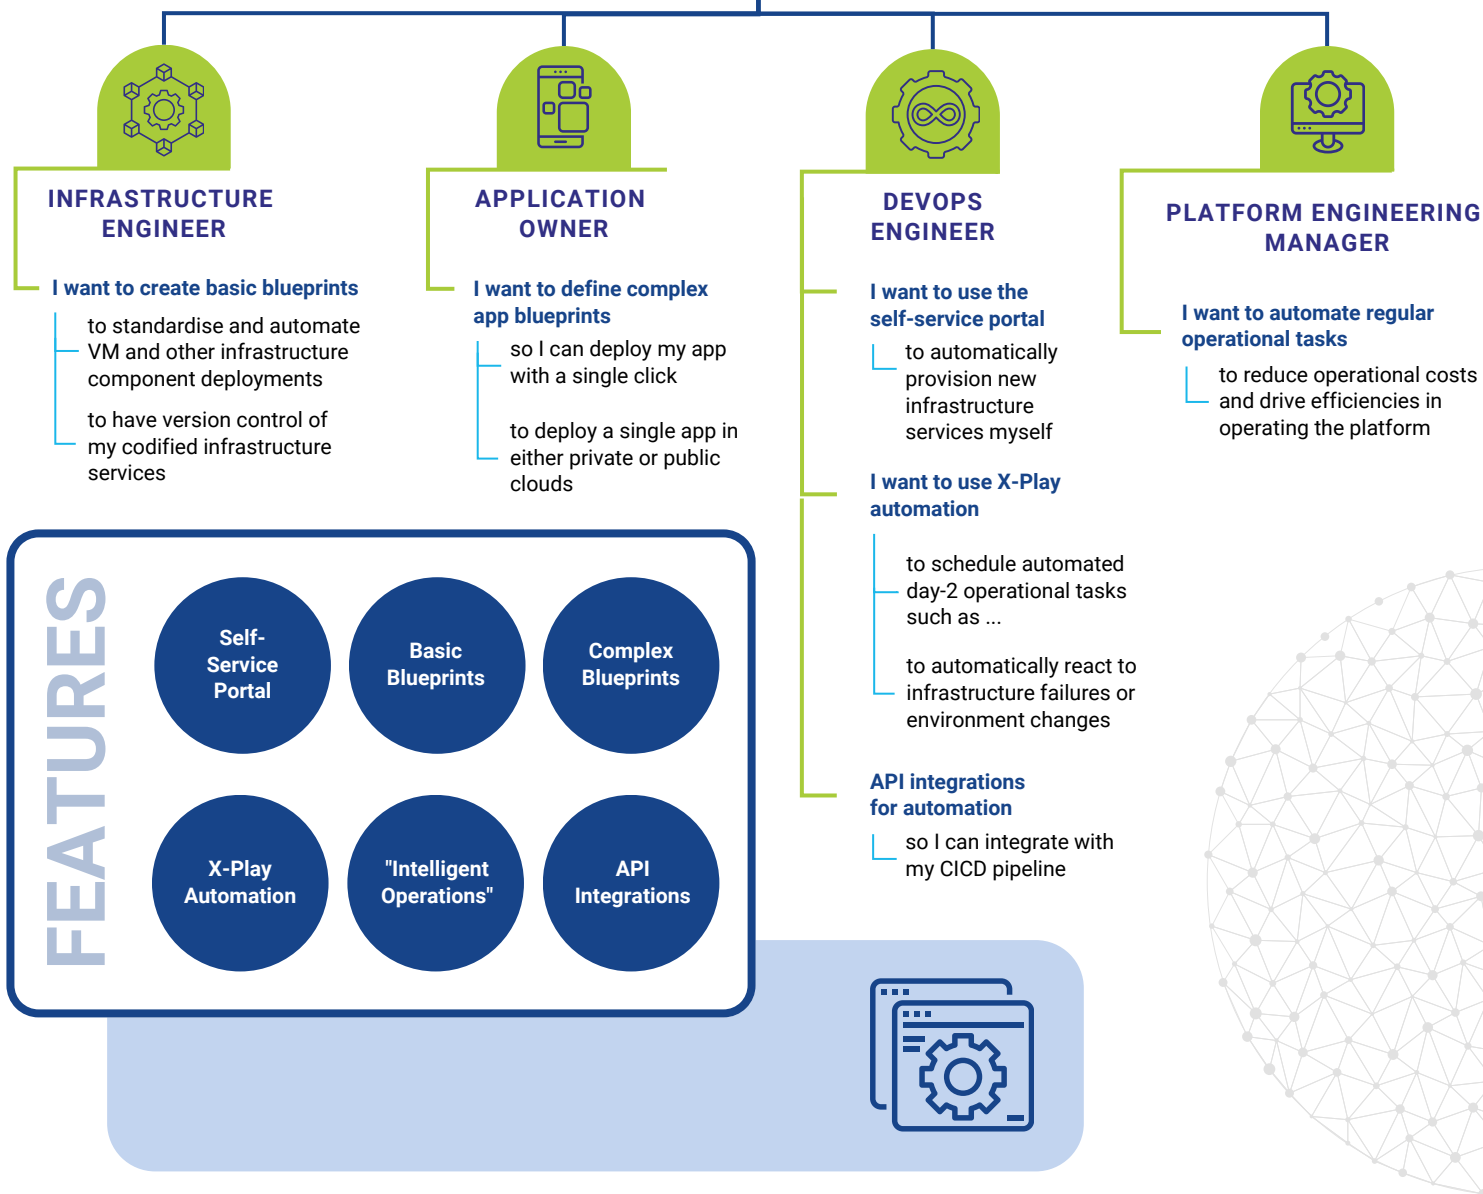 INFRASTRUCTURE
ENGINEER
I want to create basic blueprints
to standardise and automate
VM and other infrastructure
component deployments
to have version control of
my codified infrastructure
services
APPLICATION
OWNER
I want to define complex
app blueprints
so I can deploy my app
with a single click
to deploy a single app in
either private or public
clouds
DEVOPS
ENGINEER
I want to use the
self-service portal
to automatically
provision new
infrastructure
services myself
I want to use X-Play
automation
to schedule automated
day-2 operational tasks
such as ...
to automatically react to
infrastructure failures or
environment changes
API integrations
for automation
so I can integrate with
my CICD pipeline
PLATFORM ENGINEERING
MANAGER
I want to automate regular
operational tasks
to reduce operational costs
and drive efficiencies in
operating the platform
FEATURES
Self-
Service
Portal
Basic
Blueprints
Complex
Blueprints
X-Play
Automation
"Intelligent
Operations"
API
Integrations